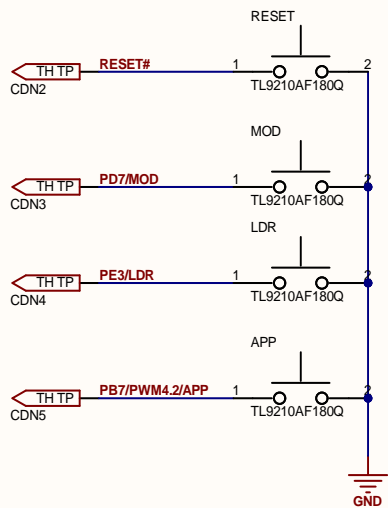 RESET
TH TP RESET# 1 2
CDN2 TL9210AF180Q
MOD
TH TP PD7/MOD 1 2
CDN3 TL9210AF180Q
LDR
TH TP PE3/LDR 1 2
CDN4 TL9210AF180Q
APP
TH TP PB7/PWM4.2/APP 1 2
CDN5 TL9210AF180Q
GND